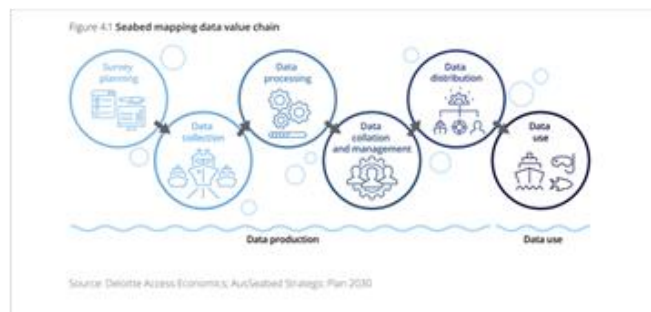 Figure 4.1 Seabed mapping data value chain
Survey
planning
Data
collection
Data
processing
Data
collation
and management
Data
distribution
Data
use
Data production
Data use
Source: Deloitte Access Economics; AusSeabed Strategic Plan 2030